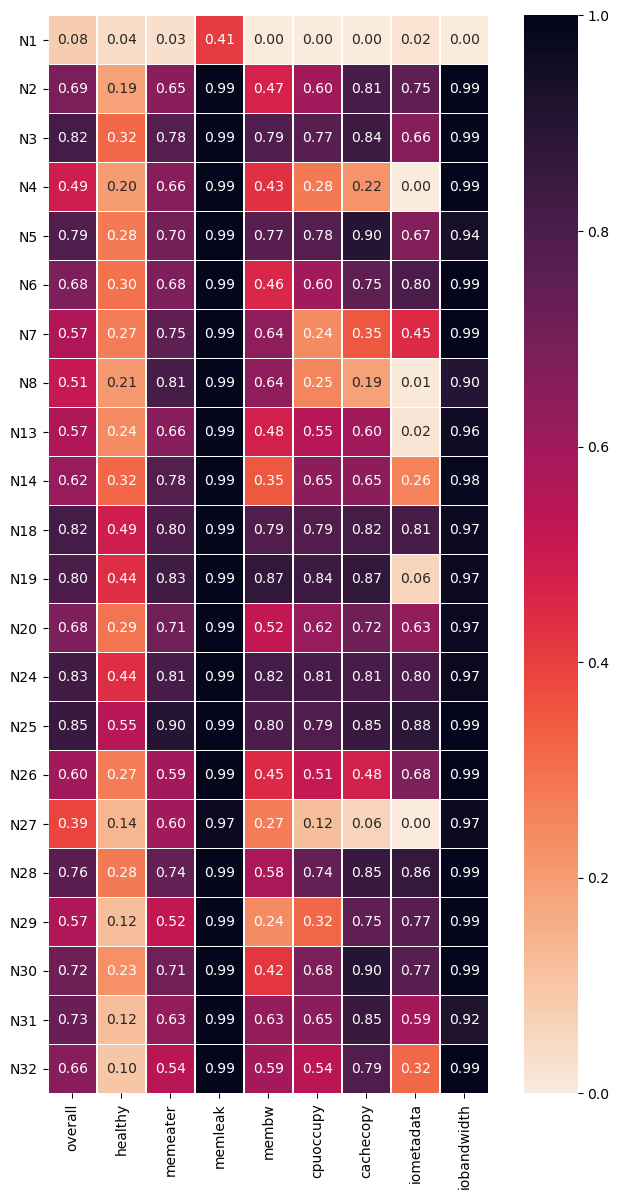 N1 0.08 0.04 0.03 0.41 0.00 0.00 0.00 0.02 0.00
N2 0.69 0.19 0.65 0.99 0.47 0.60 0.81 0.75 0.99
N3 0.82 0.32 0.78 0.99 0.79 0.77 0.84 0.66 0.99
N4 0.49 0.20 0.66 0.99 0.43 0.28 0.22 0.00 0.99
N5 0.79 0.28 0.70 0.99 0.77 0.78 0.90 0.67 0.94
N6 0.68 0.30 0.68 0.99 0.46 0.60 0.75 0.80 0.99
N7 0.57 0.27 0.75 0.99 0.64 0.24 0.35 0.45 0.99
N8 0.51 0.21 0.81 0.99 0.64 0.25 0.19 0.01 0.90
N13 0.57 0.24 0.66 0.99 0.48 0.55 0.60 0.02 0.96
N14 0.62 0.32 0.78 0.99 0.35 0.65 0.65 0.26 0.98
N18 0.82 0.49 0.80 0.99 0.79 0.79 0.82 0.81 0.97
N19 0.80 0.44 0.83 0.99 0.87 0.84 0.87 0.06 0.97
N20 0.68 0.29 0.71 0.99 0.52 0.62 0.72 0.63 0.97
N24 0.83 0.44 0.81 0.99 0.82 0.81 0.81 0.80 0.97
N25 0.85 0.55 0.90 0.99 0.80 0.79 0.85 0.88 0.99
N26 0.60 0.27 0.59 0.99 0.45 0.51 0.48 0.68 0.99
N27 0.39 0.14 0.60 0.97 0.27 0.12 0.06 0.00 0.97
N28 0.76 0.28 0.74 0.99 0.58 0.74 0.85 0.86 0.99
N29 0.57 0.12 0.52 0.99 0.24 0.32 0.75 0.77 0.99
N30 0.72 0.23 0.71 0.99 0.42 0.68 0.90 0.77 0.99
N31 0.73 0.12 0.63 0.99 0.63 0.65 0.85 0.59 0.92
N32 0.66 0.10 0.54 0.99 0.59 0.54 0.79 0.32 0.99
overall healthy memeater memleak membw cpuoccupy cachecopy iometadata iobandwidth
1.0
0.8
0.6
0.4
0.2
0.0